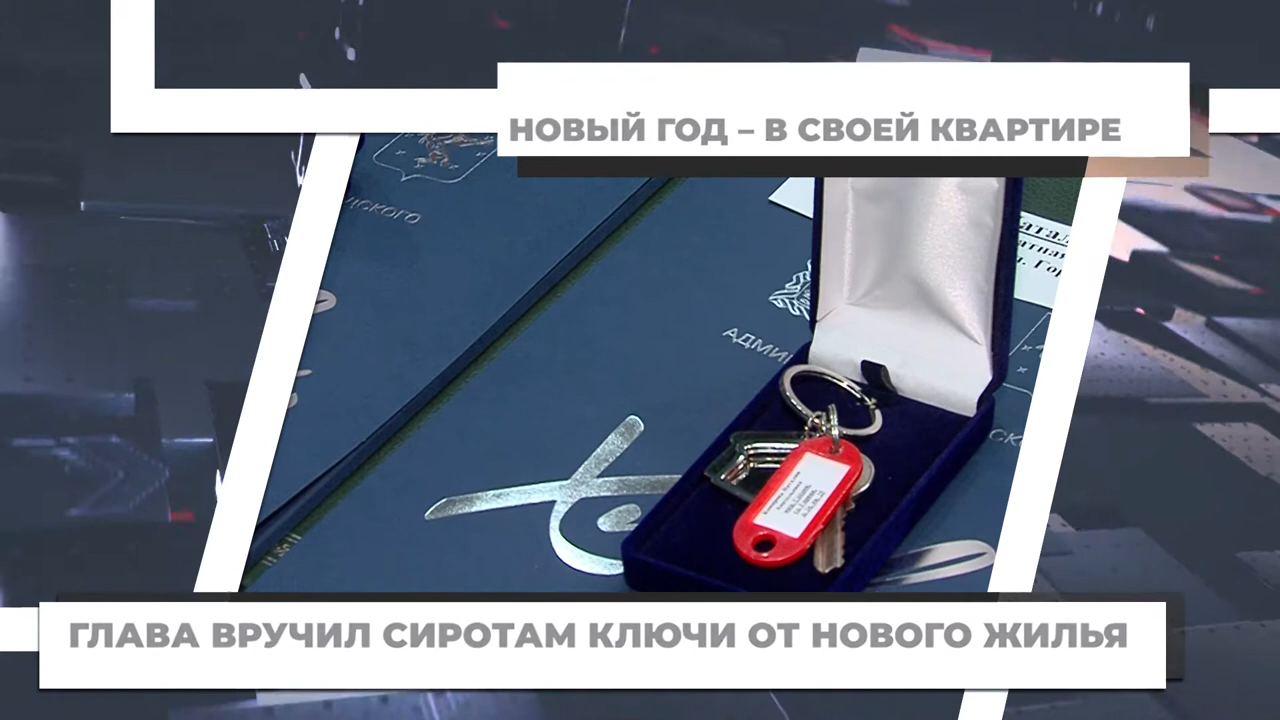 НОВЫЙ ГОД – В СВОЕЙ КВАРТИРЕ
ГЛАВА ВРУЧИЛ СИРОТАМ КЛЮЧИ ОТ НОВОГО ЖИЛЬЯ